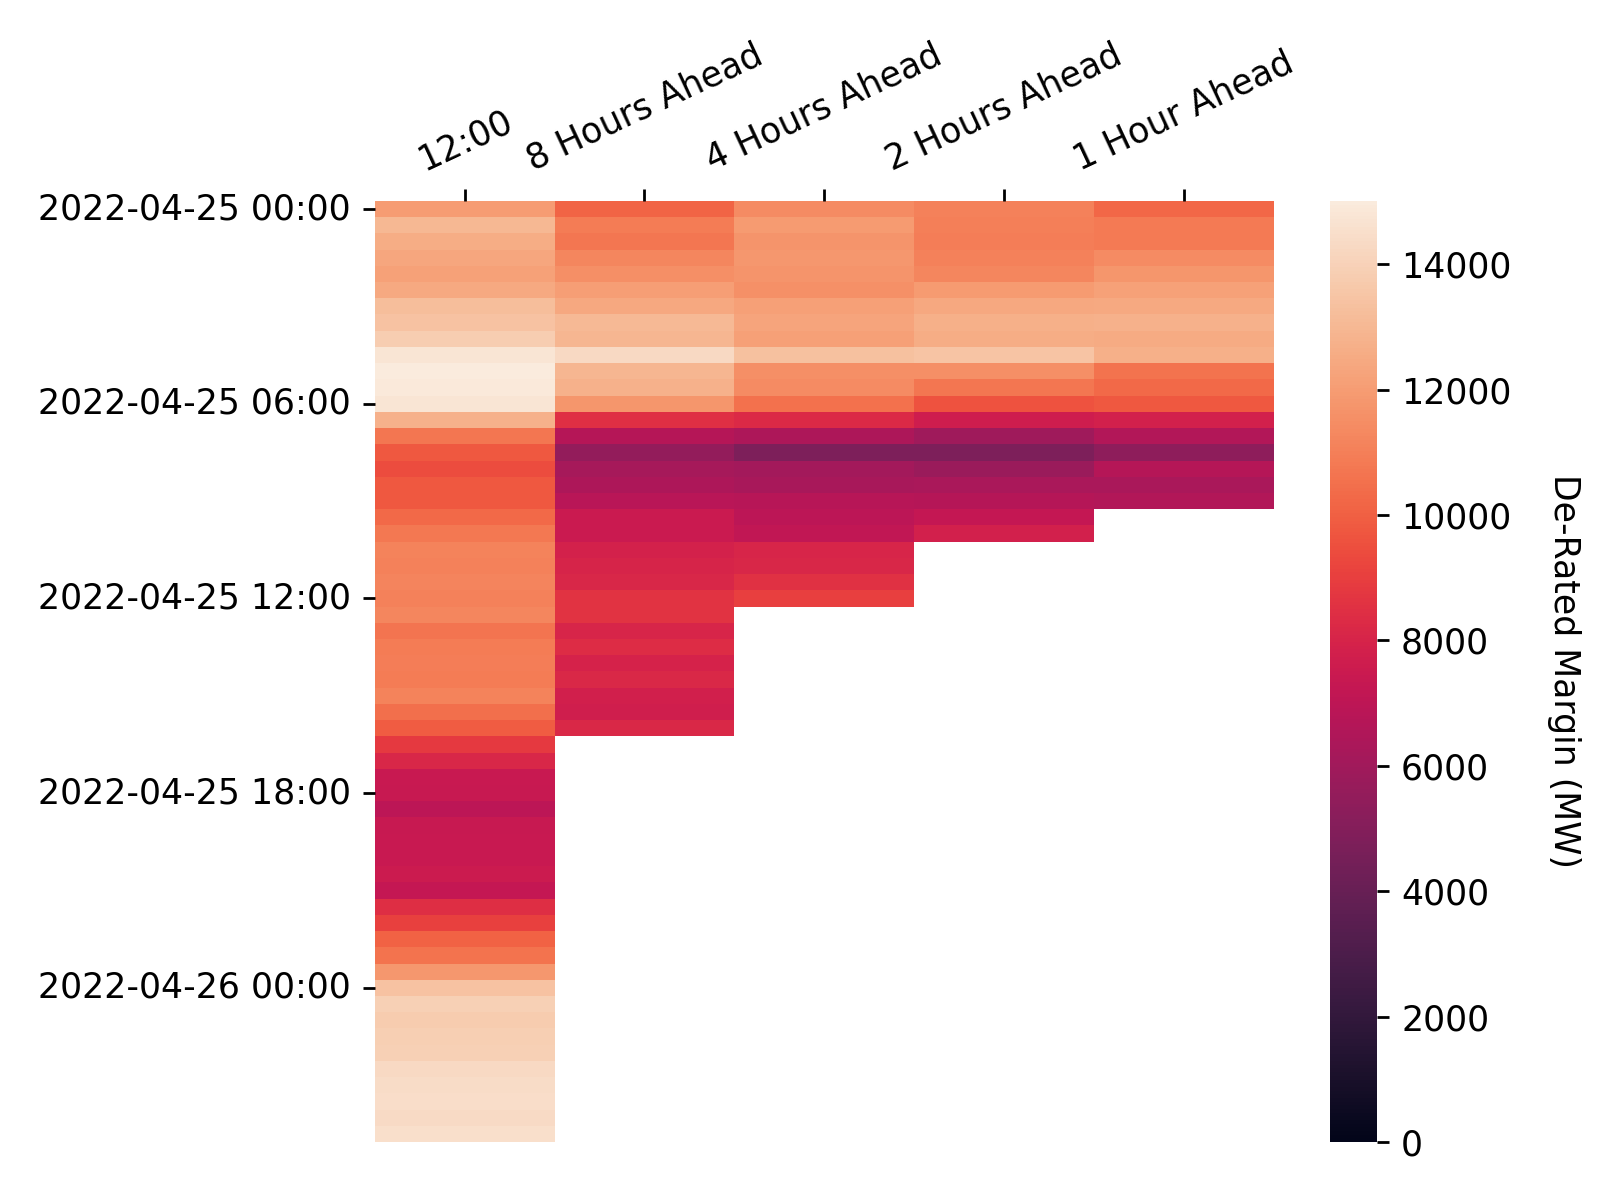 12:00
8 Hours Ahead
4 Hours Ahead
2 Hours Ahead
1 Hour Ahead
2022-04-25 00:00
2022-04-25 06:00
2022-04-25 12:00
2022-04-25 18:00
2022-04-26 00:00
14000
12000
10000
8000
6000
4000
2000
0
De-Rated Margin (MW)